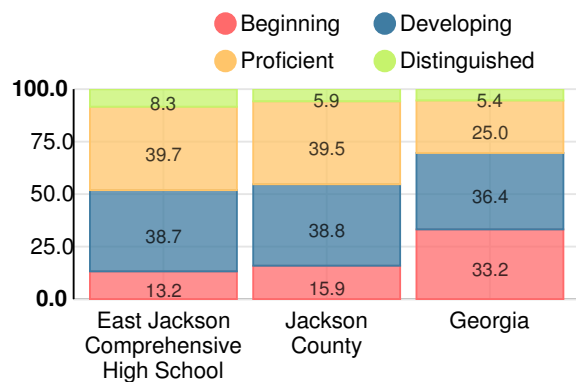 Beginning
Developing
Proficient
Distinguished
100.0
75.0
50.0
25.0
0.0
8.3
5.9
5.4
39.7
39.5
25.0
38.7
38.8
36.4
13.2
15.9
33.2
East Jackson
Comprehensive
High School
Jackson
County
Georgia